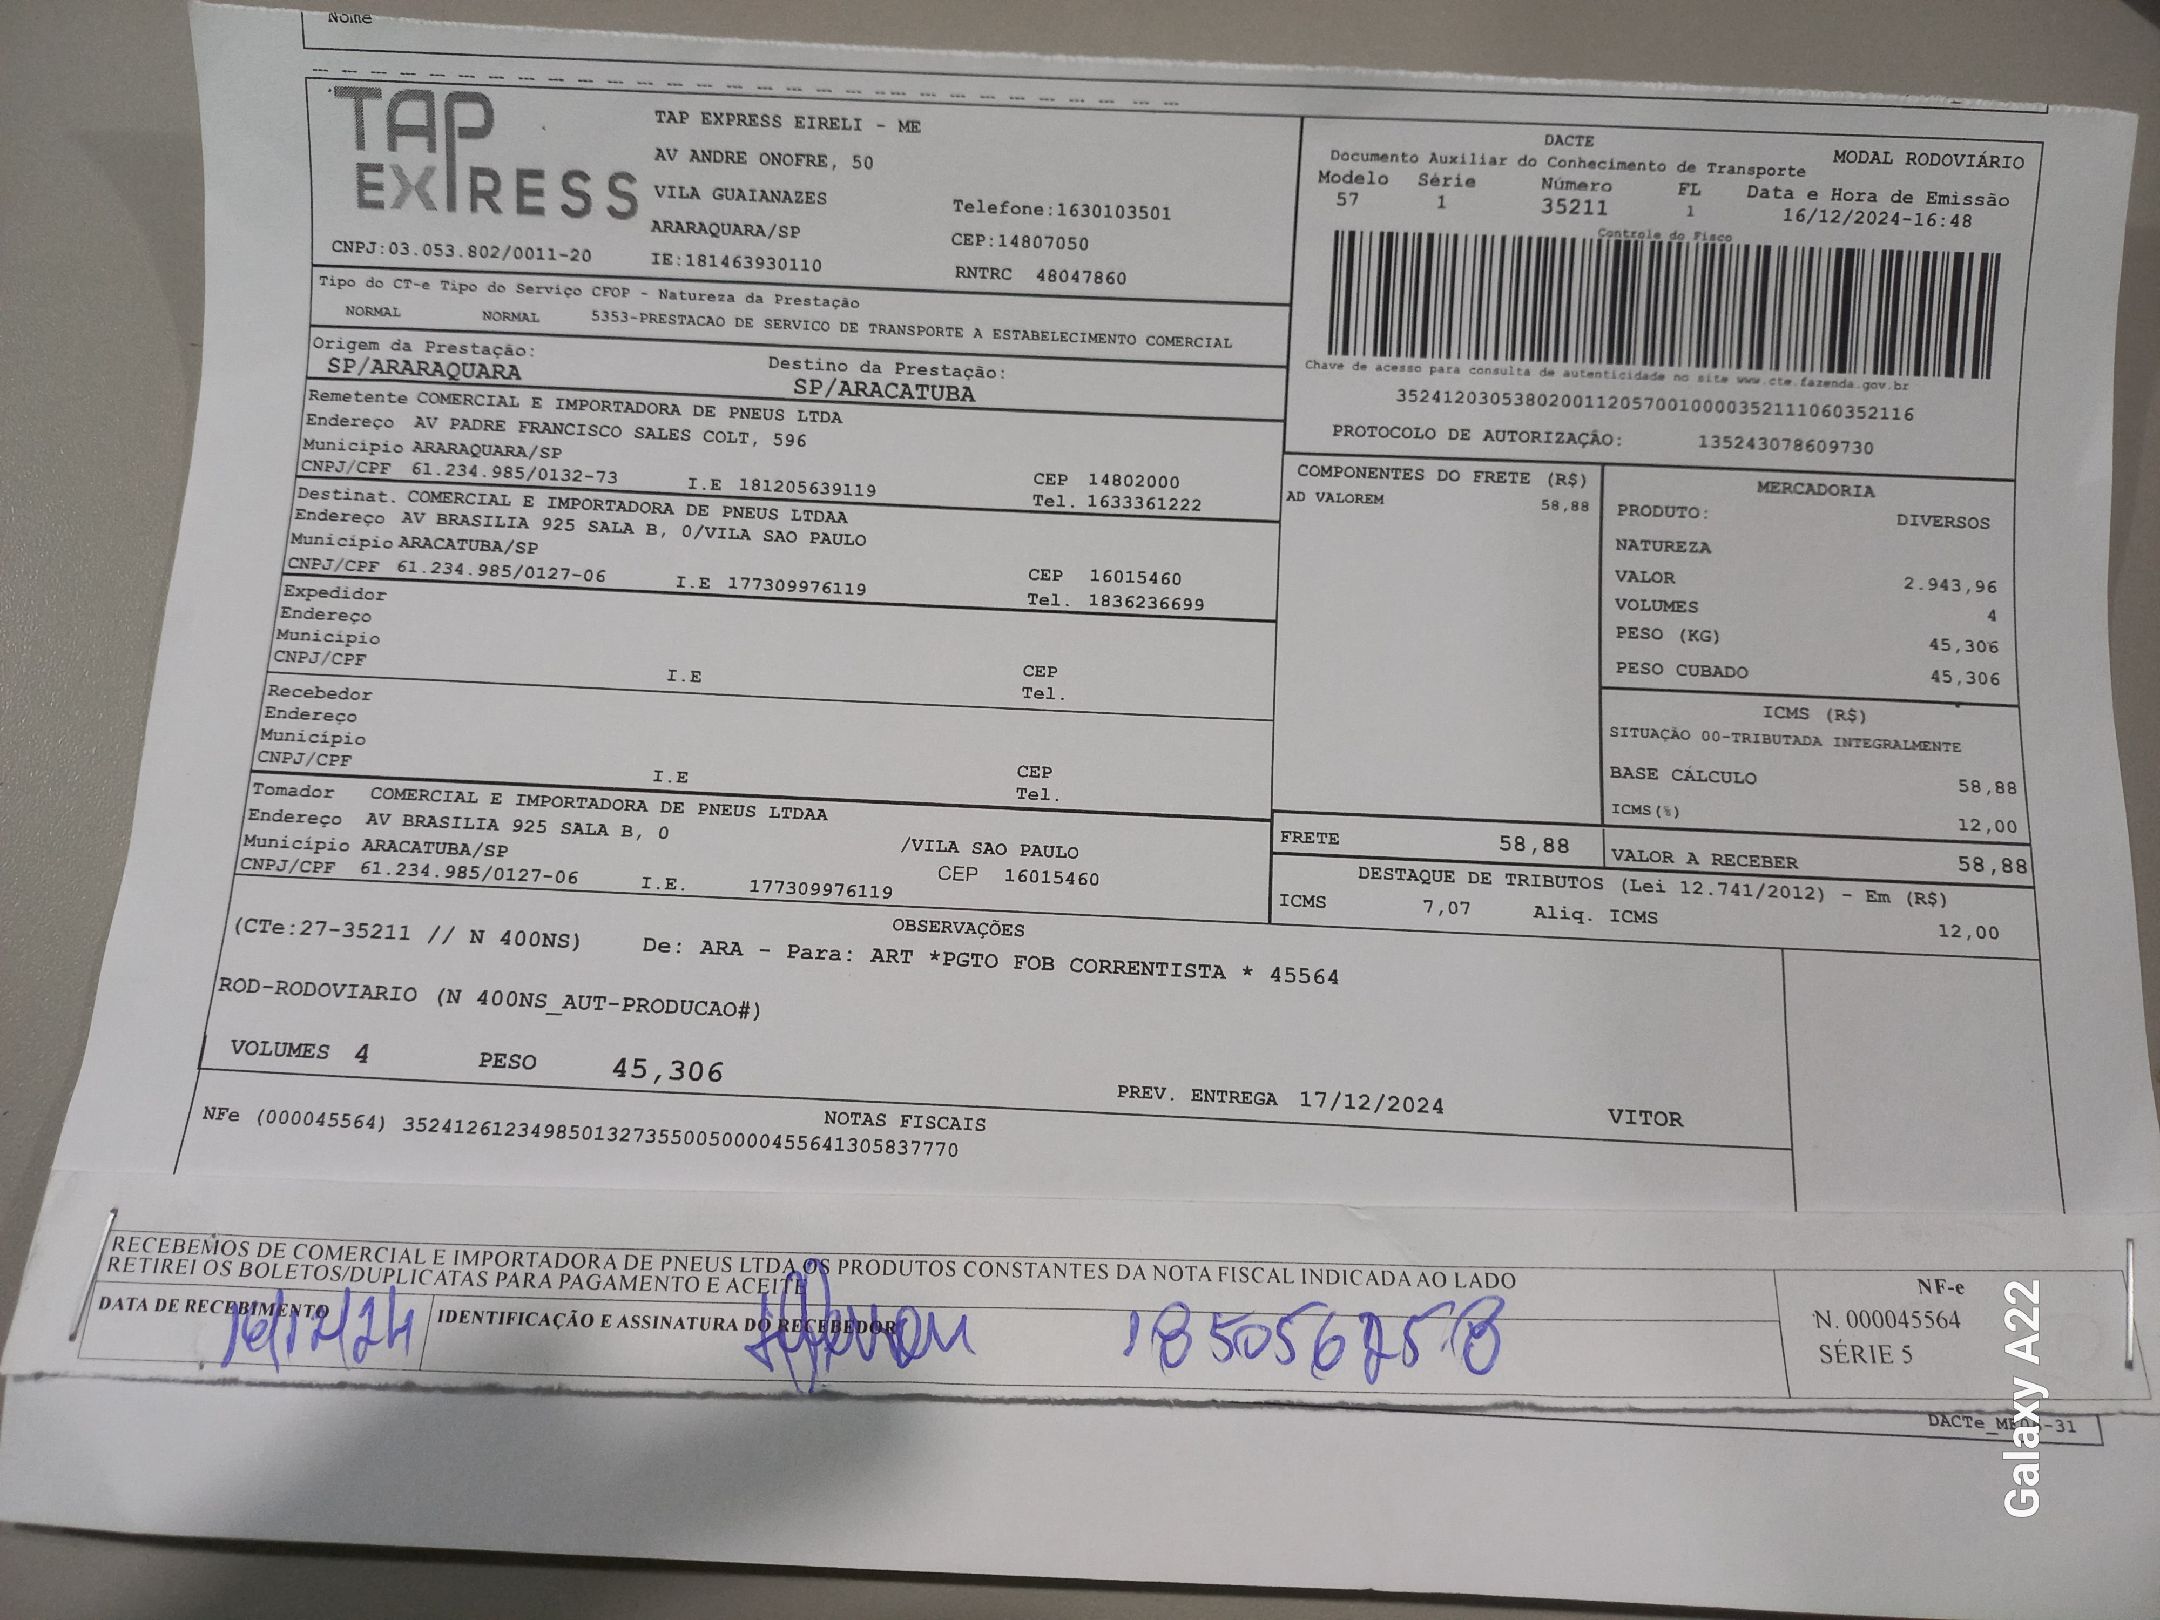 Nome
TAP
EXPRESS
CNPJ:03.053.802/0011-20
TAP EXPRESS EIRELI - ME
AV ANDRE ONOFRE, 50
VILA GUAIANAZES
ARARAQUARA/SP
IE:181463930110
Telefone:1630103501
CEP:14807050
RNTRC 48047860
DACTE
MODAL RODOVIÁRIO
Documento Auxiliar do Conhecimento de Transporte
Modelo Série Número FL Data e Hora de Emissão
57 1 35211 1 16/12/2024-16:48
Controle do Fisco
Chave de acesso para consulta de autenticidade no site www.cte.fazenda.gov.br
35241203053802001120570010000352111060352116
PROTOCOLO DE AUTORIZAÇÃO: 135243078609730
Tipo do CT-e Tipo do Serviço CFOP - Natureza da Prestação
NORMAL NORMAL 5353-PRESTACAO DE SERVICO DE TRANSPORTE A ESTABELECIMENTO COMERCIAL
Origem da Prestação: Destino da Prestação:
SP/ARARAQUARA SP/ARACATUBA
Remetente COMERCIAL E IMPORTADORA DE PNEUS LTDA
Endereço AV PADRE FRANCISCO SALES COLT, 596
Município ARARAQUARA/SP CEP 14802000
CNPJ/CPF 61.234.985/0132-73 I.E 181205639119 Tel. 1633361222
Destinat. COMERCIAL E IMPORTADORA DE PNEUS LTDAA
Endereço AV BRASILIA 925 SALA B, 0/VILA SAO PAULO
Município ARACATUBA/SP CEP 16015460
CNPJ/CPF 61.234.985/0127-06 I.E 177309976119 Tel. 1836236699
Expedidor
Endereço
Município CEP
CNPJ/CPF I.E Tel.
Recebedor
Endereço
Município CEP
CNPJ/CPF I.E Tel.
Tomador COMERCIAL E IMPORTADORA DE PNEUS LTDAA
Endereço AV BRASILIA 925 SALA B, 0 /VILA SAO PAULO
Município ARACATUBA/SP CEP 16015460
CNPJ/CPF 61.234.985/0127-06 I.E. 177309976119
COMPONENTES DO FRETE (R$)
AD VALOREM 58,88
MERCADORIA
PRODUTO: DIVERSOS
NATUREZA
VALOR 2.943,96
VOLUMES 4
PESO (KG) 45,306
PESO CUBADO 45,306
ICMS (R$)
SITUAÇÃO 00-TRIBUTADA INTEGRALMENTE
BASE CÁLCULO 58,88
ICMS(%) 12,00
FRETE 58,88 VALOR A RECEBER 58,88
DESTAQUE DE TRIBUTOS (Lei 12.741/2012) - Em (R$)
ICMS 7,07 Aliq. ICMS 12,00
OBSERVAÇÕES
(CTe:27-35211 // N 400NS) De: ARA - Para: ART *PGTO FOB CORRENTISTA * 45564
ROD-RODOVIARIO (N 400NS_AUT-PRODUCAO#)
VOLUMES 4 PESO 45,306 PREV. ENTREGA 17/12/2024 VITOR
NOTAS FISCAIS
NFe (000045564) 35241261234985013273550050000455641305837770
RECEBEMOS DE COMERCIAL E IMPORTADORA DE PNEUS LTDA OS PRODUTOS CONSTANTES DA NOTA FISCAL INDICADA AO LADO
RETIREI OS BOLETOS/DUPLICATAS PARA PAGAMENTO E ACEITE
DATA DE RECEBIMENTO IDENTIFICAÇÃO E ASSINATURA DO RECEBEDOR
16/12/24
NF-e
N. 000045564
SÉRIE 5
Galaxy A22